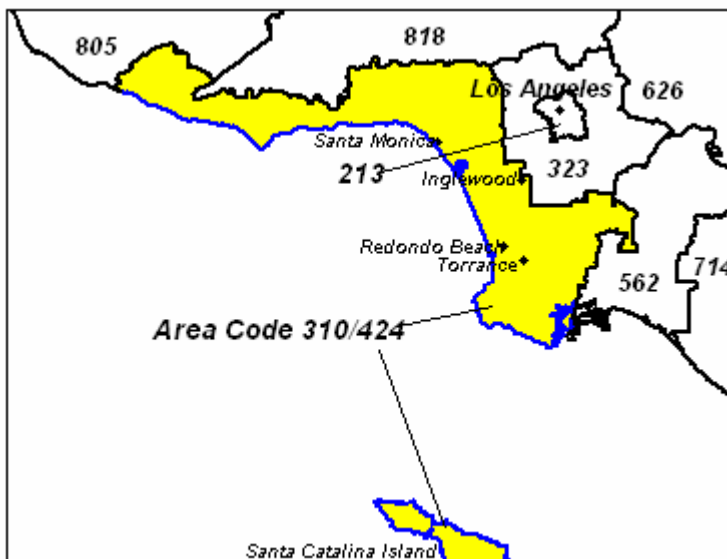 805
818
Los Angeles
626
Santa Monica
213
Inglewood
323
Redondo Beach
Torrance
562
714
Area Code 310/424
Santa Catalina Island